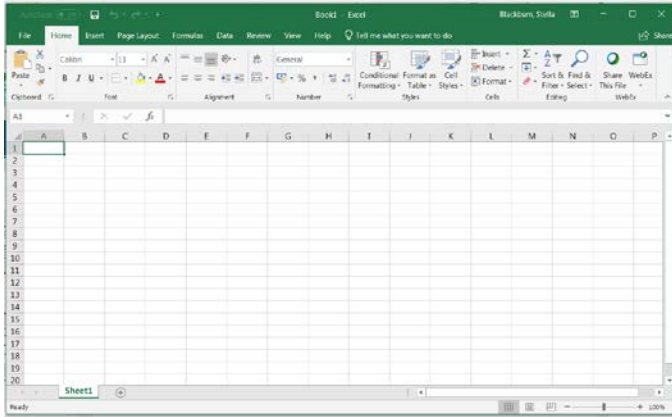 AutoSave Off Book1 - Excel Blackburn, Stella
File Home Insert Page Layout Formulas Data Review View Help Tell me what you want to do Share
Calibri 11 A A General Insert Σ
Paste B I U A $ % , Conditional Format as Cell Delete Sort & Find & Share WebEx
Formatting Table Styles Format Filter Select This File
Clipboard Font Alignment Number Styles Cells Editing WebEx
A1 fx
A B C D E F G H I J K L M N O P
1
2
3
4
5
6
7
8
9
10
11
12
13
14
15
16
17
18
19
20
Sheet1
Ready 100%